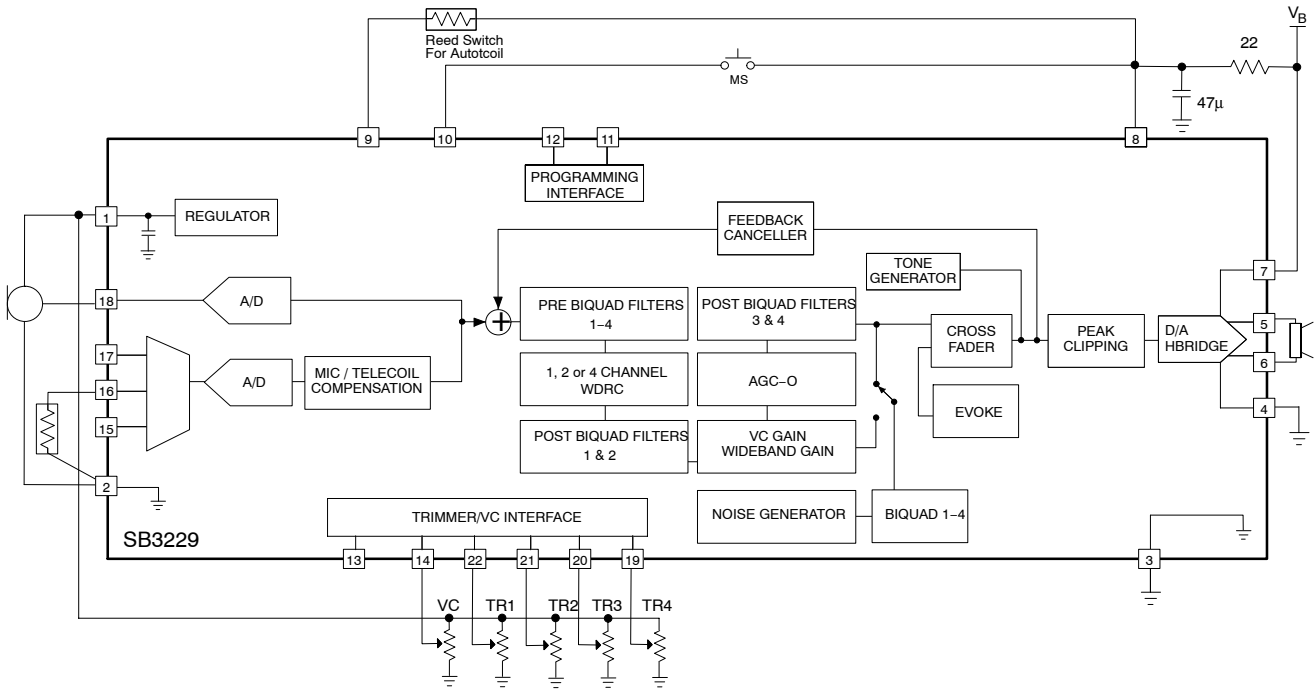 V_B
Reed Switch
For Autotcoil
22
MS
47μ
9
10
12
11
8
PROGRAMMING
INTERFACE
1
REGULATOR
FEEDBACK
CANCELLER
TONE
GENERATOR
7
18
A/D
PRE BIQUAD FILTERS
1–4
POST BIQUAD FILTERS
3 & 4
CROSS
FADER
PEAK
CLIPPING
D/A
HBRIDGE
5
6
17
16
15
A/D
MIC / TELECOIL
COMPENSATION
1, 2 or 4 CHANNEL
WDRC
AGC–O
EVOKE
4
POST BIQUAD FILTERS
1 & 2
VC GAIN
WIDEBAND GAIN
2
NOISE GENERATOR
BIQUAD 1–4
TRIMMER/VC INTERFACE
SB3229
13
14
22
21
20
19
3
VC
TR1
TR2
TR3
TR4